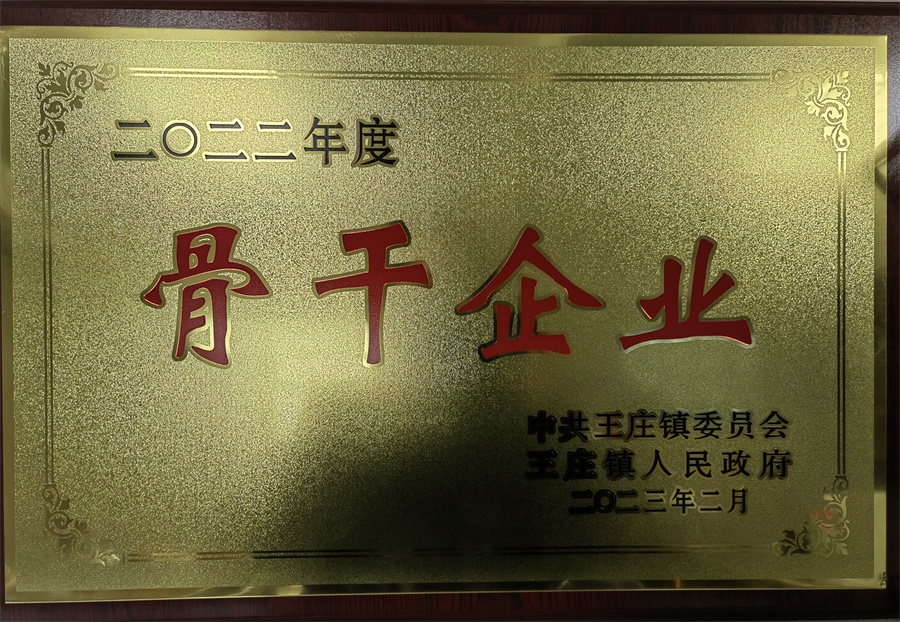 二〇二二年度
骨干企业
中共王庄镇委员会
王庄镇人民政府
二〇二三年二月